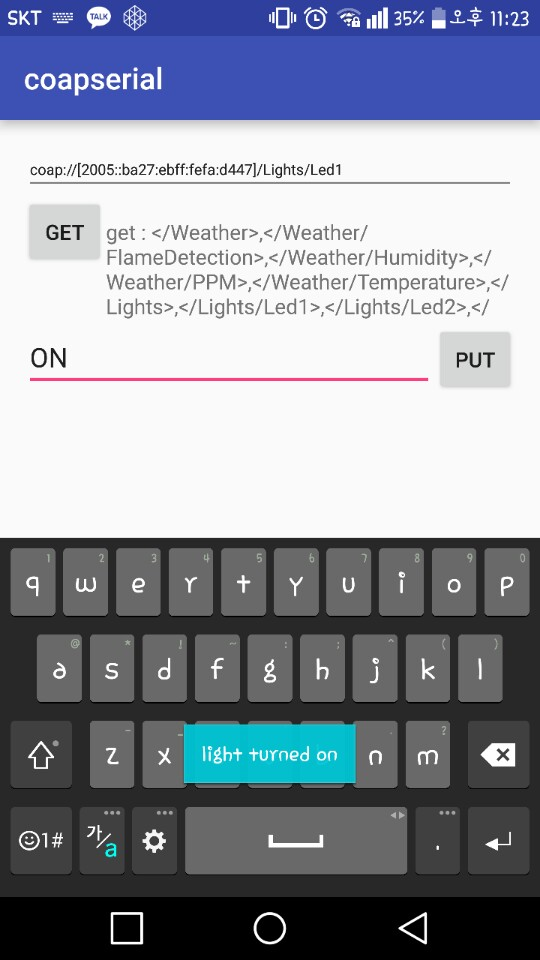 SKT TALK 35% 오후 11:23
coapserial
coap://[2005::ba27:ebff:fefa:d447]/Lights/Led1
GET
get : </Weather>,</Weather/
FlameDetection>,</Weather/Humidity>,</
Weather/PPM>,</Weather/Temperature>,</
Lights>,</Lights/Led1>,</Lights/Led2>,</
ON
PUT
1 2 3 4 5 6 7 8 9 0
q w e r t y u i o p
@ * ! ~ : ; ^ ( )
a s d f g h j k l
z x light turned on n m ?
1# 가/a .